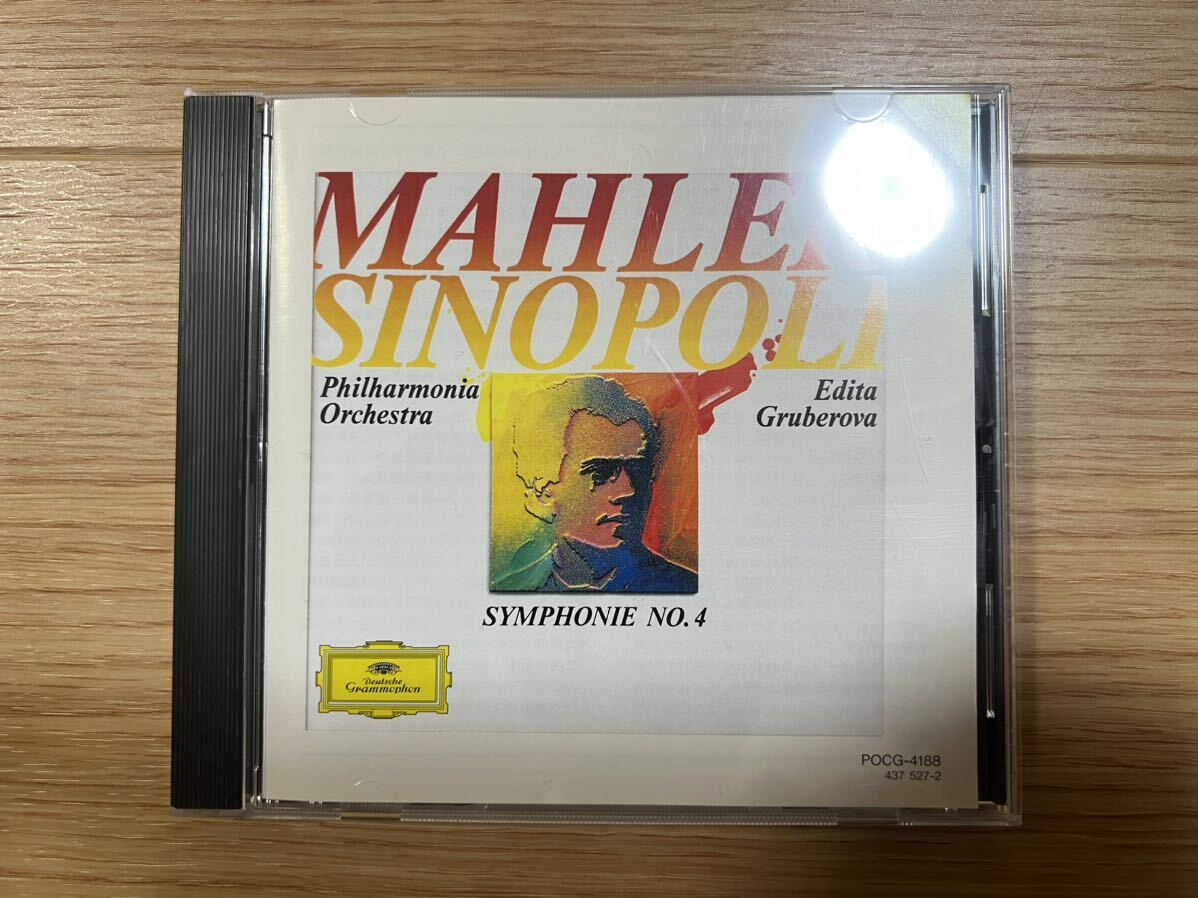 MAHLER
SINOPOLI
Philharmonia
Orchestra
Edita
Gruberova
SYMPHONIE NO. 4
Deutsche
Grammophon
POCG-4188
437 527-2